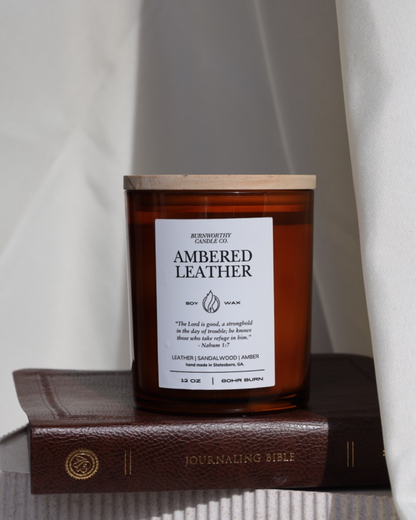 BURNWORTHY
CANDLE CO.
AMBERED
LEATHER
SOY WAX
"The Lord is good, a stronghold
in the day of trouble; he knows
those who take refuge in him."
- Nahum 1:7
LEATHER | SANDALWOOD | AMBER
hand made in Statesboro, GA.
12 OZ | 60HR BURN
JOURNALING BIBLE